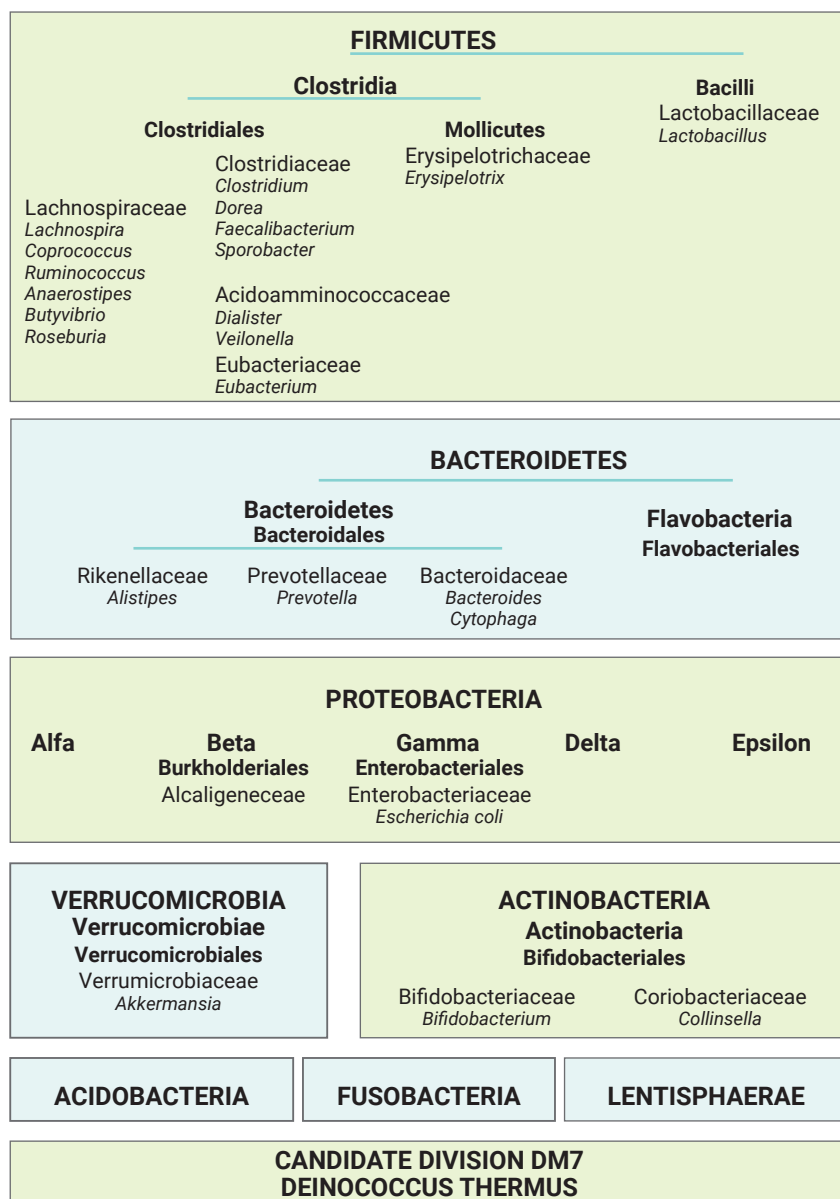 FIRMICUTES
Clostridia
Clostridiales
Lachnospiraceae
Lachnospira
Coprococcus
Ruminococcus
Anaerostipes
Butyvibrio
Roseburia
Clostridiaceae
Clostridium
Dorea
Faecalibacterium
Sporobacter
Acidoamminococcaceae
Dialister
Veilonella
Eubacteriaceae
Eubacterium
Mollicutes
Erysipelotrichaceae
Erysipelotrix
Bacilli
Lactobacillaceae
Lactobacillus
BACTEROIDETES
Bacteroidetes
Bacteroidales
Rikenellaceae
Alistipes
Prevotellaceae
Prevotella
Bacteroidaceae
Bacteroides
Cytophaga
Flavobacteria
Flavobacteriales
PROTEOBACTERIA
Alfa
Beta
Burkholderiales
Alcaligeneceae
Gamma
Enterobacteriales
Enterobacteriaceae
Escherichia coli
Delta
Epsilon
VERRUCOMICROBIA
Verrucomicrobiae
Verrucomicrobiales
Verrumicrobiaceae
Akkermansia
ACTINOBACTERIA
Actinobacteria
Bifidobacteriales
Bifidobacteriaceae
Bifidobacterium
Coriobacteriaceae
Collinsella
ACIDOBACTERIA
FUSOBACTERIA
LENTISPHAERAE
CANDIDATE DIVISION DM7
DEINOCOCCUS THERMUS